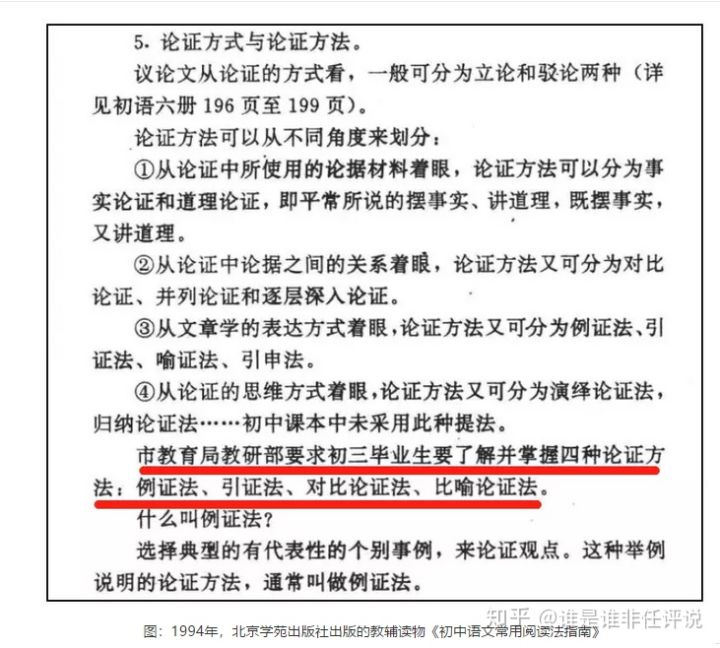 5. 论证方式与论证方法。
议论文从论证的方式看，一般可分为立论和驳论两种（详
见初语六册 196 页至 199 页）。
论证方法可以从不同角度来划分：
①从论证中所使用的论据材料着眼，论证方法可以分为事
实论证和道理论证，即平常所说的摆事实、讲道理，既摆事实，
又讲道理。
②从论证中论据之间的关系着眼，论证方法又可分为对比
论证、并列论证和逐层深入论证。
③从文章学的表达方式着眼，论证方法又可分为例证法、引
证法、喻证法、引申法。
④从论证的思维方式着眼，论证方法又可分为演绎论证法，
归纳论证法……初中课本中未采用此种提法。
市教育局教研部要求初三毕业生要了解并掌握四种论证方
法：例证法、引证法、对比论证法、比喻论证法。
什么叫例证法？
选择典型的有代表性的个别事例，来论证观点。这种举例
说明的论证方法，通常叫做例证法。
知乎 @谁是谁非任评说
图：1994年，北京学苑出版社出版的教辅读物《初中语文常用阅读法指南》